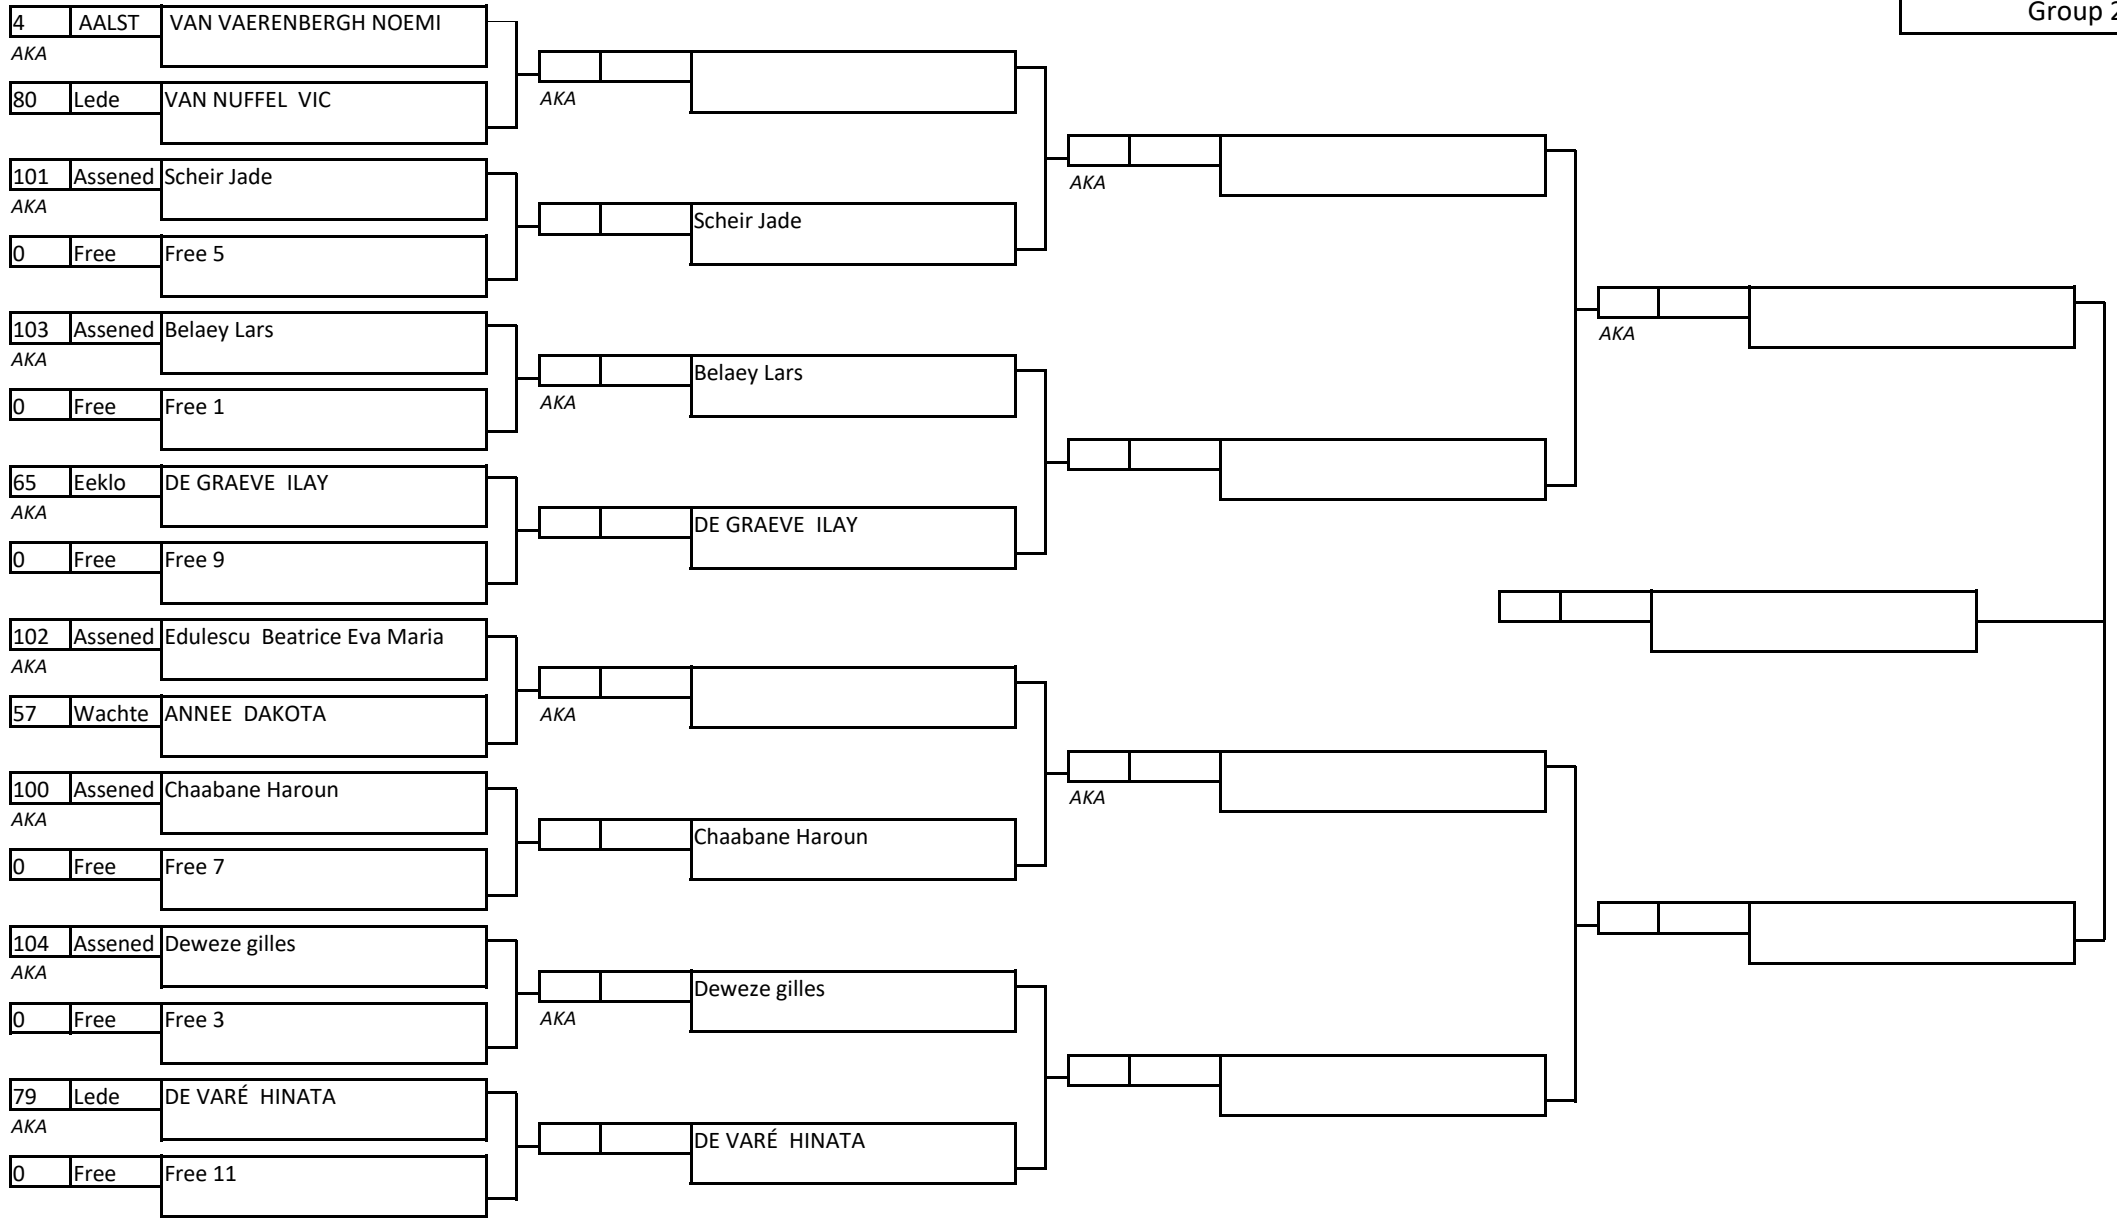 Group 2
4 AALST VAN VAERENBERGH NOEMI
AKA
AKA
80 Lede VAN NUFFEL VIC
AKA
101 Assened Scheir Jade
AKA
Scheir Jade
0 Free Free 5
103 Assened Belaey Lars
AKA
AKA
Belaey Lars
0 Free Free 1
AKA
65 Eeklo DE GRAEVE ILAY
AKA
DE GRAEVE ILAY
0 Free Free 9
102 Assened Edulescu Beatrice Eva Maria
AKA
57 Wachte ANNEE DAKOTA
AKA
100 Assened Chaabane Haroun
AKA
AKA
Chaabane Haroun
0 Free Free 7
104 Assened Deweze gilles
AKA
Deweze gilles
0 Free Free 3
AKA
79 Lede DE VARÉ HINATA
AKA
DE VARÉ HINATA
0 Free Free 11